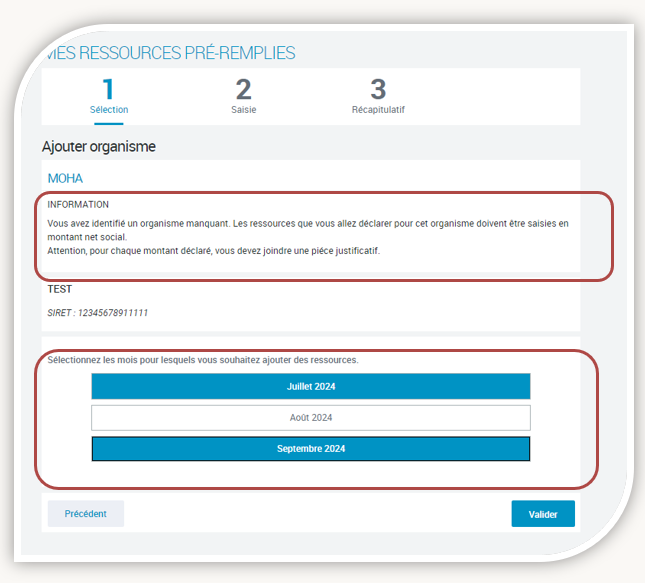 MES RESSOURCES PRÉ-REMPLIES
1
2
3
Sélection
Saisie
Récapitulatif
Ajouter organisme
MOHA
INFORMATION
Vous avez identifié un organisme manquant. Les ressources que vous allez déclarer pour cet organisme doivent être saisies en
montant net social.
Attention, pour chaque montant déclaré, vous devez joindre une pièce justificatif.
TEST
SIRET : 12345678911111
Sélectionnez les mois pour lesquels vous souhaitez ajouter des ressources.
Juillet 2024
Août 2024
Septembre 2024
Précédent
Valider